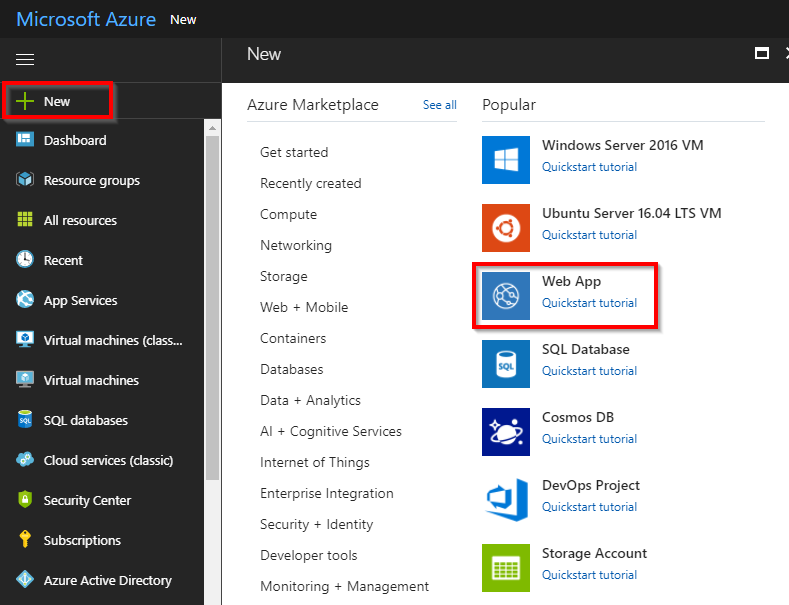 Microsoft Azure New
New
New
Dashboard
Resource groups
All resources
Recent
App Services
Virtual machines (class...
Virtual machines
SQL databases
Cloud services (classic)
Security Center
Subscriptions
Azure Active Directory
Azure Marketplace See all
Get started
Recently created
Compute
Networking
Storage
Web + Mobile
Containers
Databases
Data + Analytics
AI + Cognitive Services
Internet of Things
Enterprise Integration
Security + Identity
Developer tools
Monitoring + Management
Popular
Windows Server 2016 VM
Quickstart tutorial
Ubuntu Server 16.04 LTS VM
Quickstart tutorial
Web App
Quickstart tutorial
SQL
SQL Database
Quickstart tutorial
Cosmos DB
Quickstart tutorial
DevOps Project
Quickstart tutorial
Storage Account
Quickstart tutorial